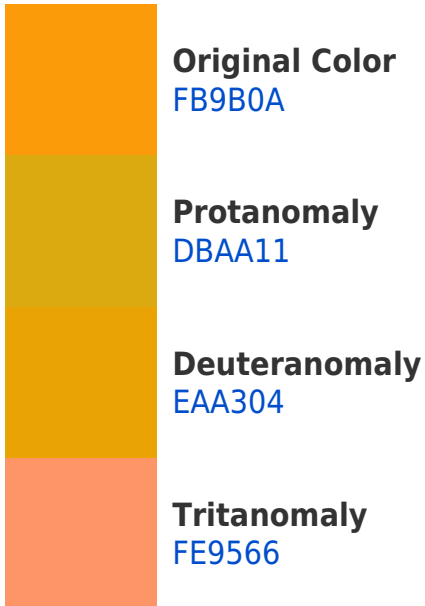 Original Color
FB9B0A
Protanomaly
DBAA11
Deuteranomaly
EAA304
Tritanomaly
FE9566